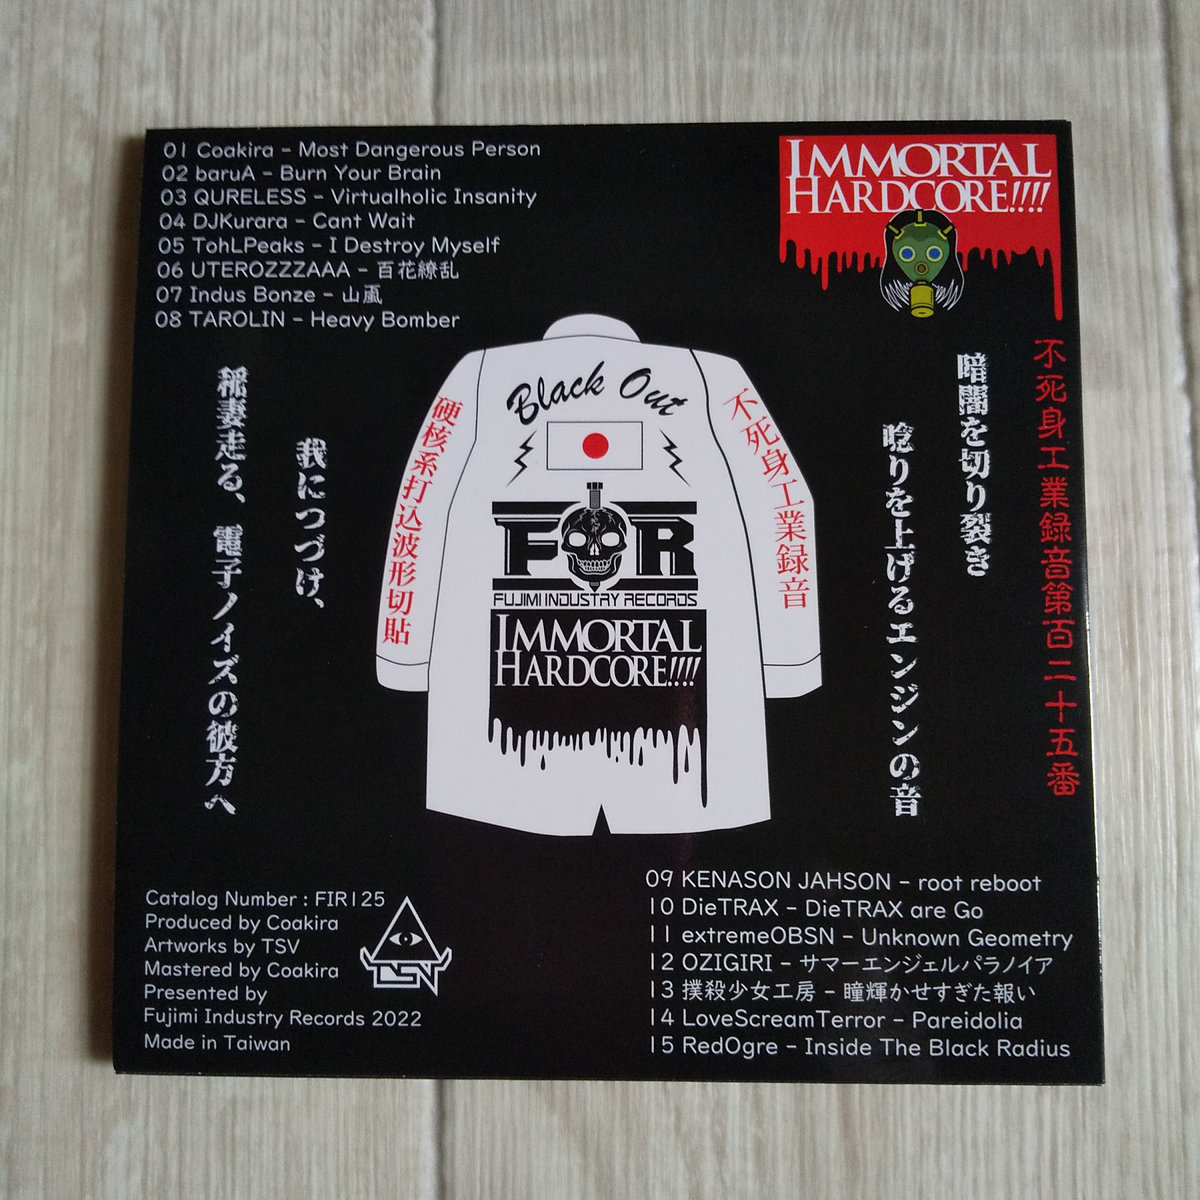 01 Coakira – Most Dangerous Person
02 baruA – Burn Your Brain
03 QURELESS – Virtualholic Insanity
04 DJKurara – Cant Wait
05 TohLPeaks – I Destroy Myself
06 UTEROZZZAAA – 百花繚乱
07 Indus Bonze – 山颪
08 TAROLIN – Heavy Bomber
IMMORTAL
HARDCORE!!!!
不死身工業録音第百二十五番
暗闇を切り裂き
唸りを上げるエンジンの音
我につづけ、
稲妻走る、電子ノイズの彼方へ
Black Out
不死身工業録音
硬核系打込波形切貼
FIR
FUJIMI INDUSTRY RECORDS
IMMORTAL
HARDCORE!!!!
Catalog Number : FIR125
Produced by Coakira
Artworks by TSV
Mastered by Coakira
Presented by
Fujimi Industry Records 2022
Made in Taiwan
TSV
09 KENASON JAHSON – root reboot
10 DieTRAX – DieTRAX are Go
11 extremeOBSN – Unknown Geometry
12 OZIGIRI – サマーエンジェルパラノイア
13 撲殺少女工房 – 瞳輝かせすぎた報い
14 LoveScreamTerror – Pareidolia
15 RedOgre – Inside The Black Radius